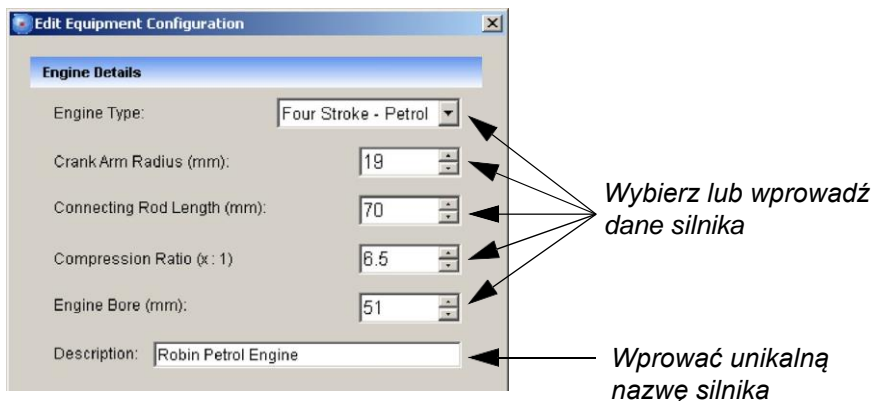 Edit Equipment Configuration
Engine Details
Engine Type:
Four Stroke - Petrol
Crank Arm Radius (mm):
19
Connecting Rod Length (mm):
70
Compression Ratio (x : 1)
6.5
Engine Bore (mm):
51
Description:
Robin Petrol Engine
Wybierz lub wprowadź
dane silnika
Wprować unikalną
nazwę silnika